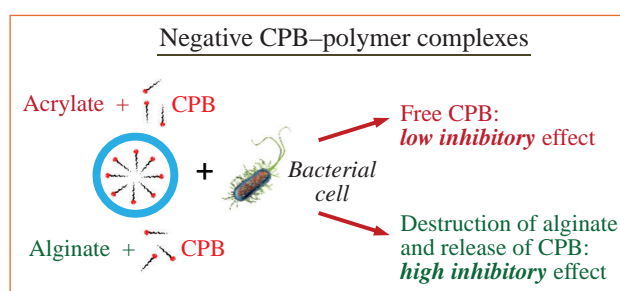 Negative CPB–polymer complexes
Acrylate + CPB
Free CPB:
low inhibitory effect
+
Bacterial
cell
Alginate + CPB
Destruction of alginate
and release of CPB:
high inhibitory effect